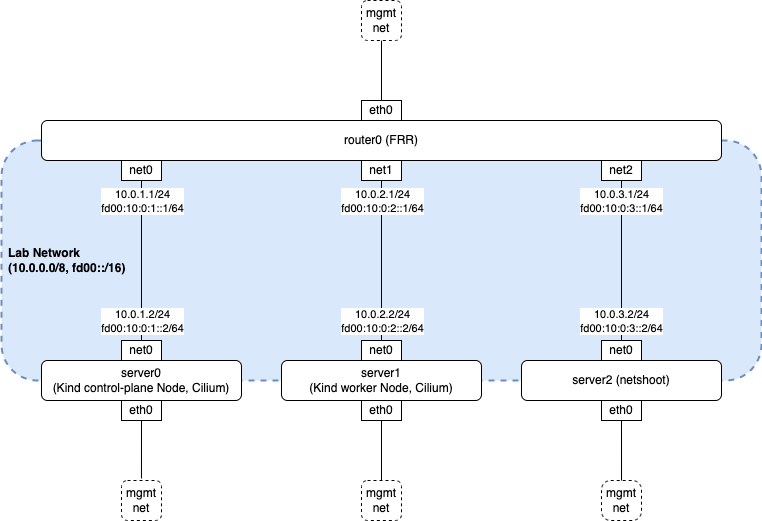 mgmt
net
eth0
router0 (FRR)
net0
net1
net2
10.0.1.1/24
fd00:10:0:1::1/64
10.0.2.1/24
fd00:10:0:2::1/64
10.0.3.1/24
fd00:10:0:3::1/64
Lab Network
(10.0.0.0/8, fd00::/16)
10.0.1.2/24
fd00:10:0:1::2/64
10.0.2.2/24
fd00:10:0:2::2/64
10.0.3.2/24
fd00:10:0:3::2/64
net0
net0
net0
server0
(Kind control-plane Node, Cilium)
server1
(Kind worker Node, Cilium)
server2 (netshoot)
eth0
eth0
eth0
mgmt
net
mgmt
net
mgmt
net